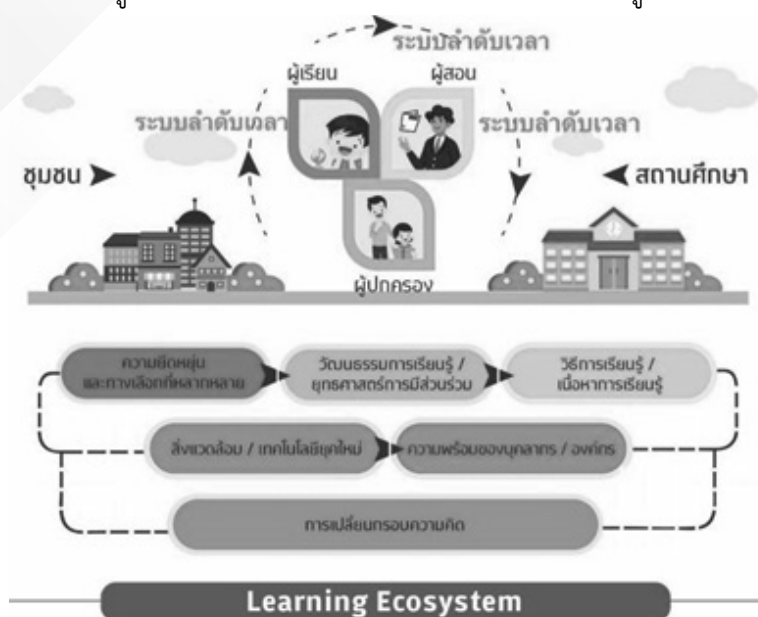 ระบบลำดับเวลา
ผู้เรียน
ผู้สอน
ระบบลำดับเวลา
ระบบลำดับเวลา
ชุมชน
สถานศึกษา
ผู้ปกครอง
ความยืดหยุ่น
และทางเลือกที่หลากหลาย
วัฒนธรรมการเรียนรู้ /
ยุทธศาสตร์การมีส่วนร่วม
วิธีการเรียนรู้ /
เนื้อหาการเรียนรู้
สิ่งแวดล้อม / เทคโนโลยียุคใหม่
ความพร้อมของบุคลากร / องค์กร
การเปลี่ยนกรอบความคิด
Learning Ecosystem